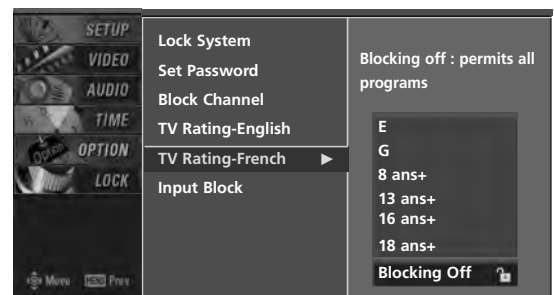 SETUP
VIDEO
AUDIO
TIME
OPTION
LOCK
Move MENU Prev
Lock System
Set Password
Block Channel
TV Rating-English
TV Rating-French ►
Input Block
Blocking off : permits all
programs
E
G
8 ans+
13 ans+
16 ans+
18 ans+
Blocking Off